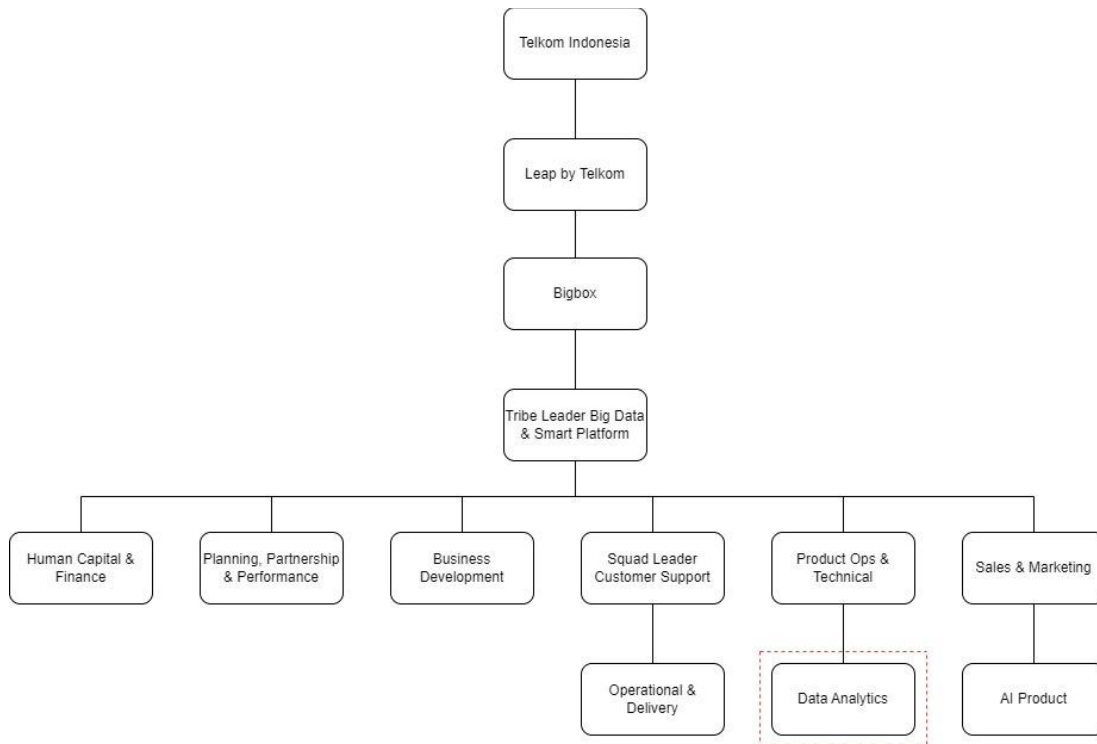 Telkom Indonesia
Leap by Telkom
Bigbox
Tribe Leader Big Data
& Smart Platform
Human Capital &
Finance
Planning, Partnership
& Performance
Business
Development
Squad Leader
Customer Support
Product Ops &
Technical
Sales & Marketing
Operational &
Delivery
Data Analytics
AI Product